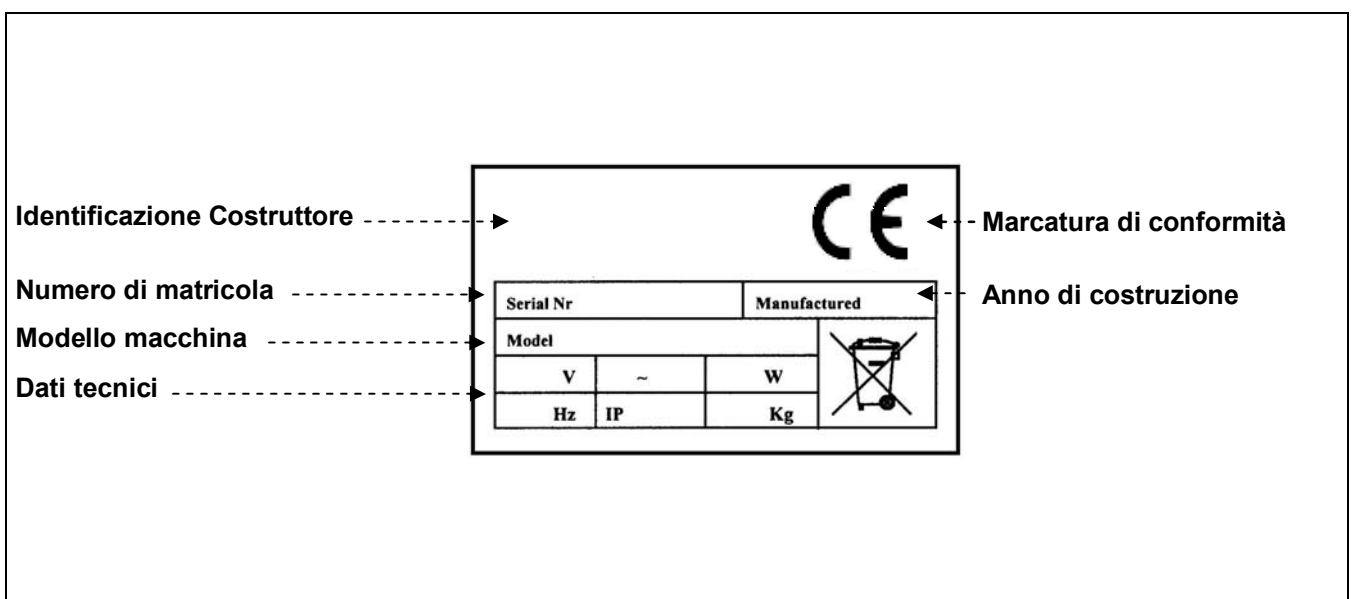 CE
Identificazione Costruttore
Marcatura di conformità
Numero di matricola
Serial Nr
Manufactured
Anno di costruzione
Modello macchina
Model
Dati tecnici
V ~ W
Hz IP Kg